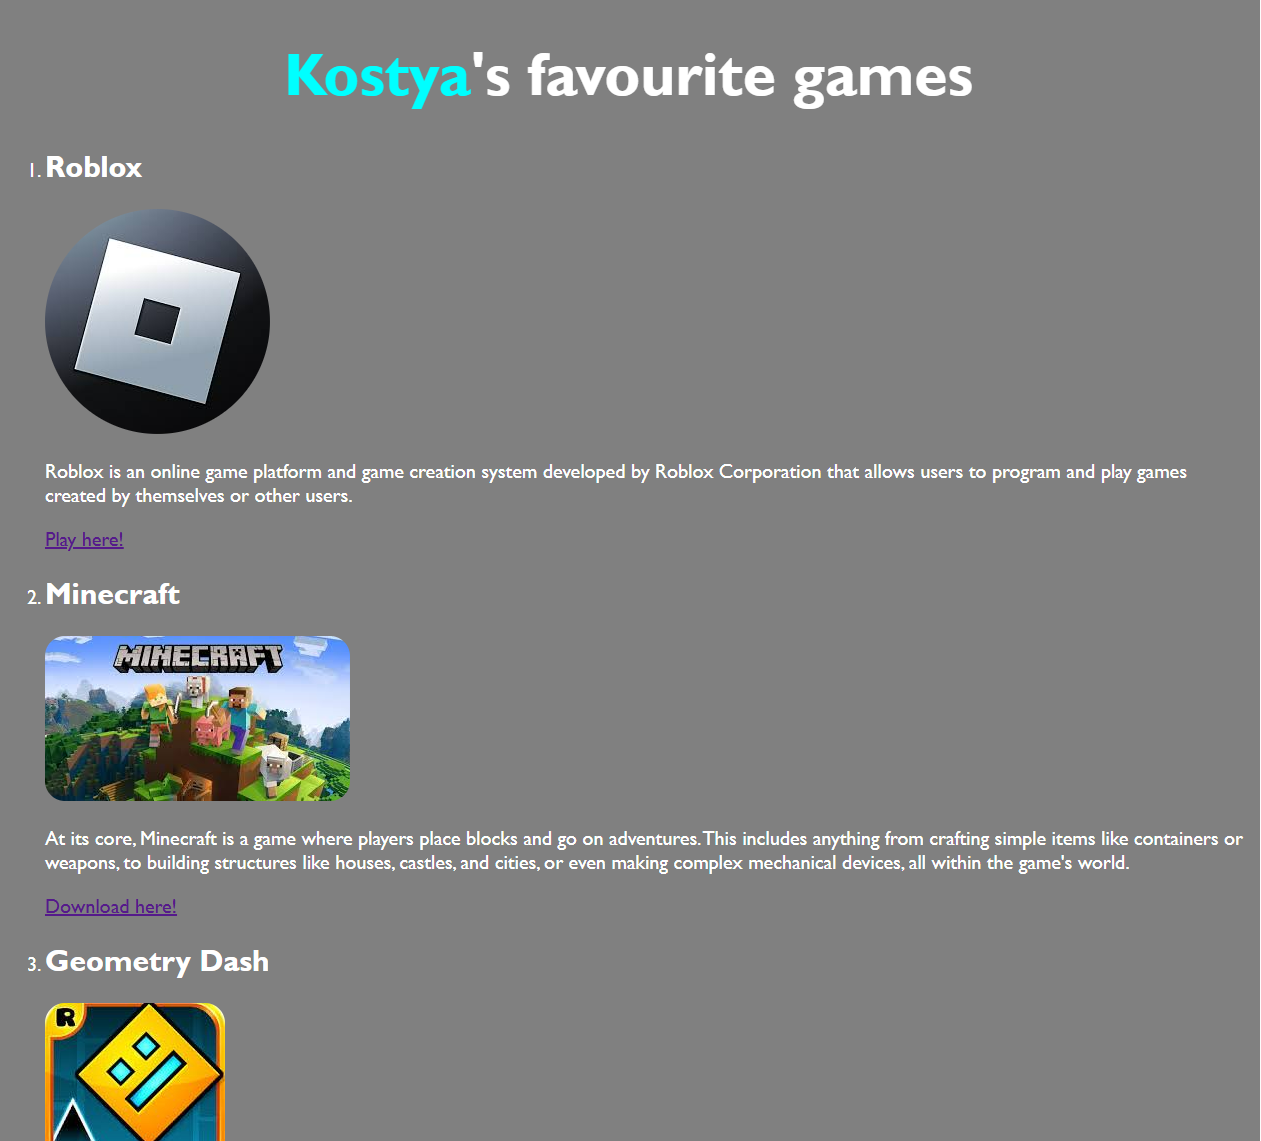 Kostya's favourite games
1. Roblox
Roblox is an online game platform and game creation system developed by Roblox Corporation that allows users to program and play games
created by themselves or other users.
Play here!
2. Minecraft
MINECRAFT
At its core, Minecraft is a game where players place blocks and go on adventures. This includes anything from crafting simple items like containers or
weapons, to building structures like houses, castles, and cities, or even making complex mechanical devices, all within the game's world.
Download here!
3. Geometry Dash
R